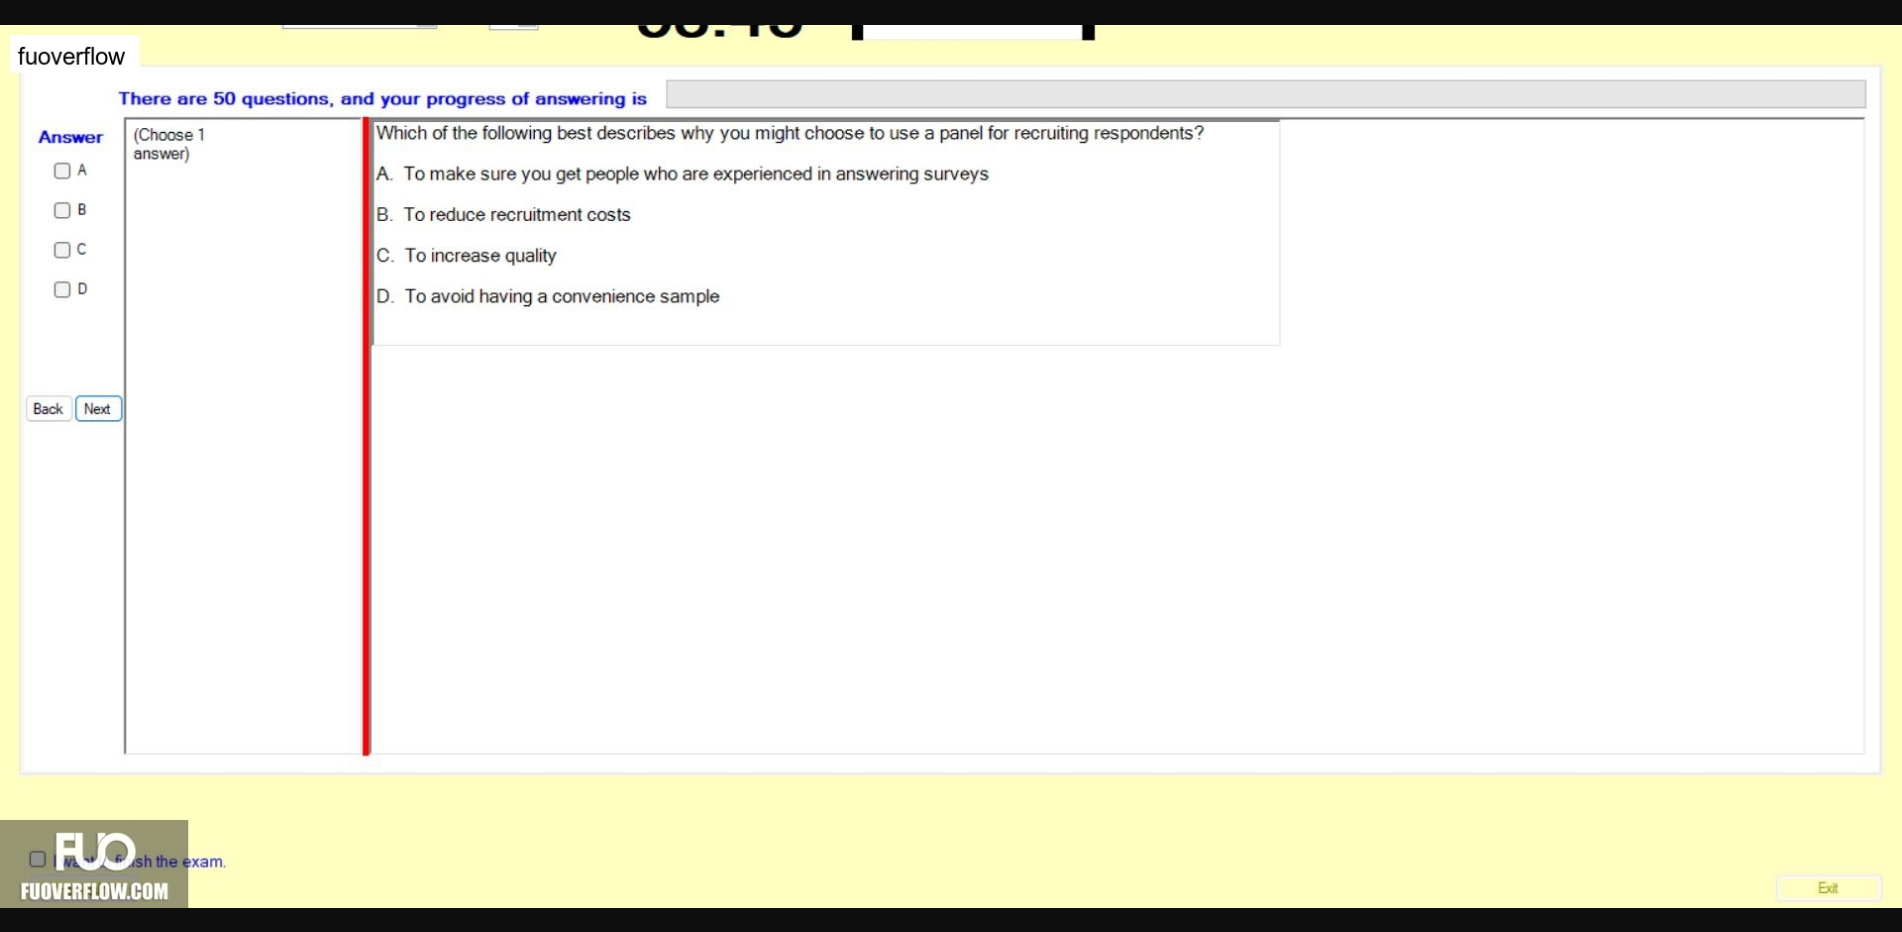 fuoverflow
There are 50 questions, and your progress of answering is
Answer
(Choose 1
answer)
A
B
C
D
Back
Next
Which of the following best describes why you might choose to use a panel for recruiting respondents?
A. To make sure you get people who are experienced in answering surveys
B. To reduce recruitment costs
C. To increase quality
D. To avoid having a convenience sample
FUO
finish the exam.
FUOVERFLOW.COM
Exit